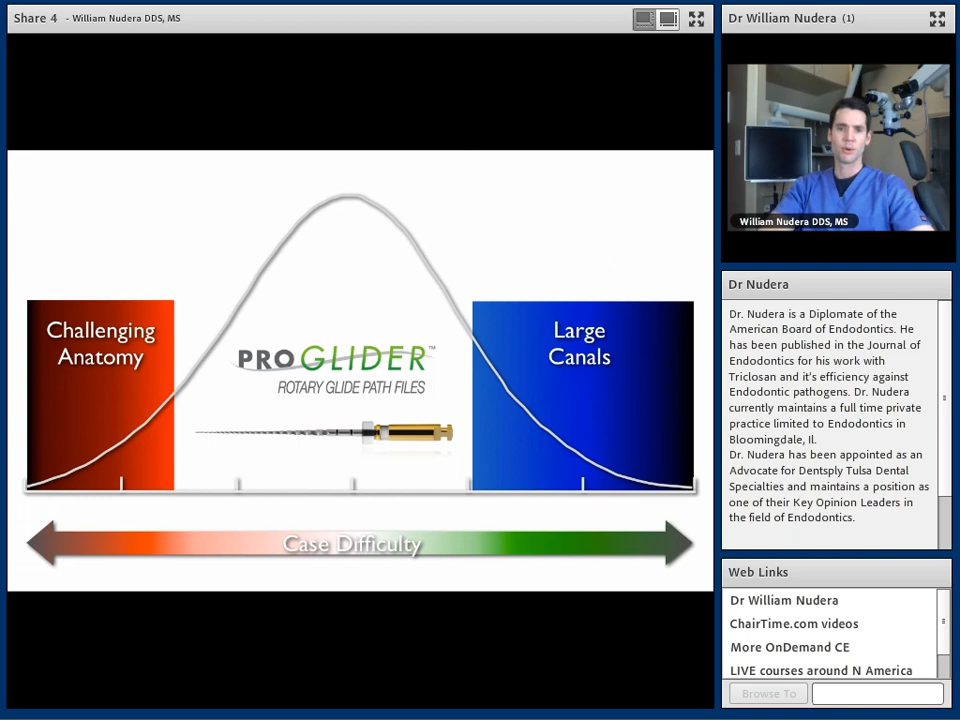 Share 4 - William Nudera DDS, MS
Challenging
Anatomy
PROGLIDER™
ROTARY GLIDE PATH FILES
Large
Canals
Case Difficulty
Dr William Nudera (1)
William Nudera DDS, MS
Dr Nudera
Dr. Nudera is a Diplomate of the
American Board of Endodontics. He
has been published in the Journal of
Endodontics for his work with
Triclosan and it's efficiency against
Endodontic pathogens. Dr. Nudera
currently maintains a full time private
practice limited to Endodontics in
Bloomingdale, IL.
Dr. Nudera has been appointed as an
Advocate for Dentsply Tulsa Dental
Specialties and maintains a position as
one of their Key Opinion Leaders in
the field of Endodontics.
Web Links
Dr William Nudera
ChairTime.com videos
More OnDemand CE
LIVE courses around N America
Browse To